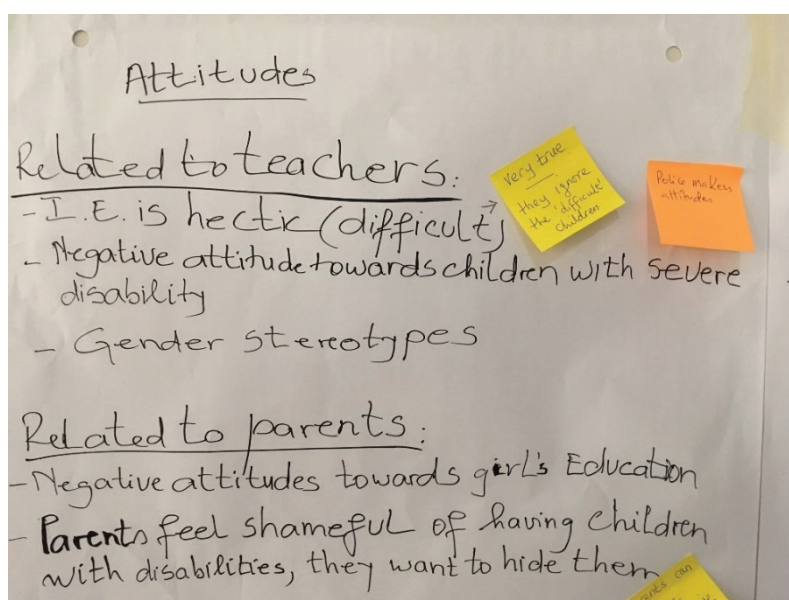 Attitudes
Related to teachers:
- I.E. is hectic (difficult)
very true
they ignore
the 'difficult'
children
makes
attitudes
- Negative attitude towards children with severe
disability
- Gender stereotypes
Related to parents:
- Negative attitudes towards girl's Education
- Parents feel shameful of having children
with disabilities, they want to hide them
can